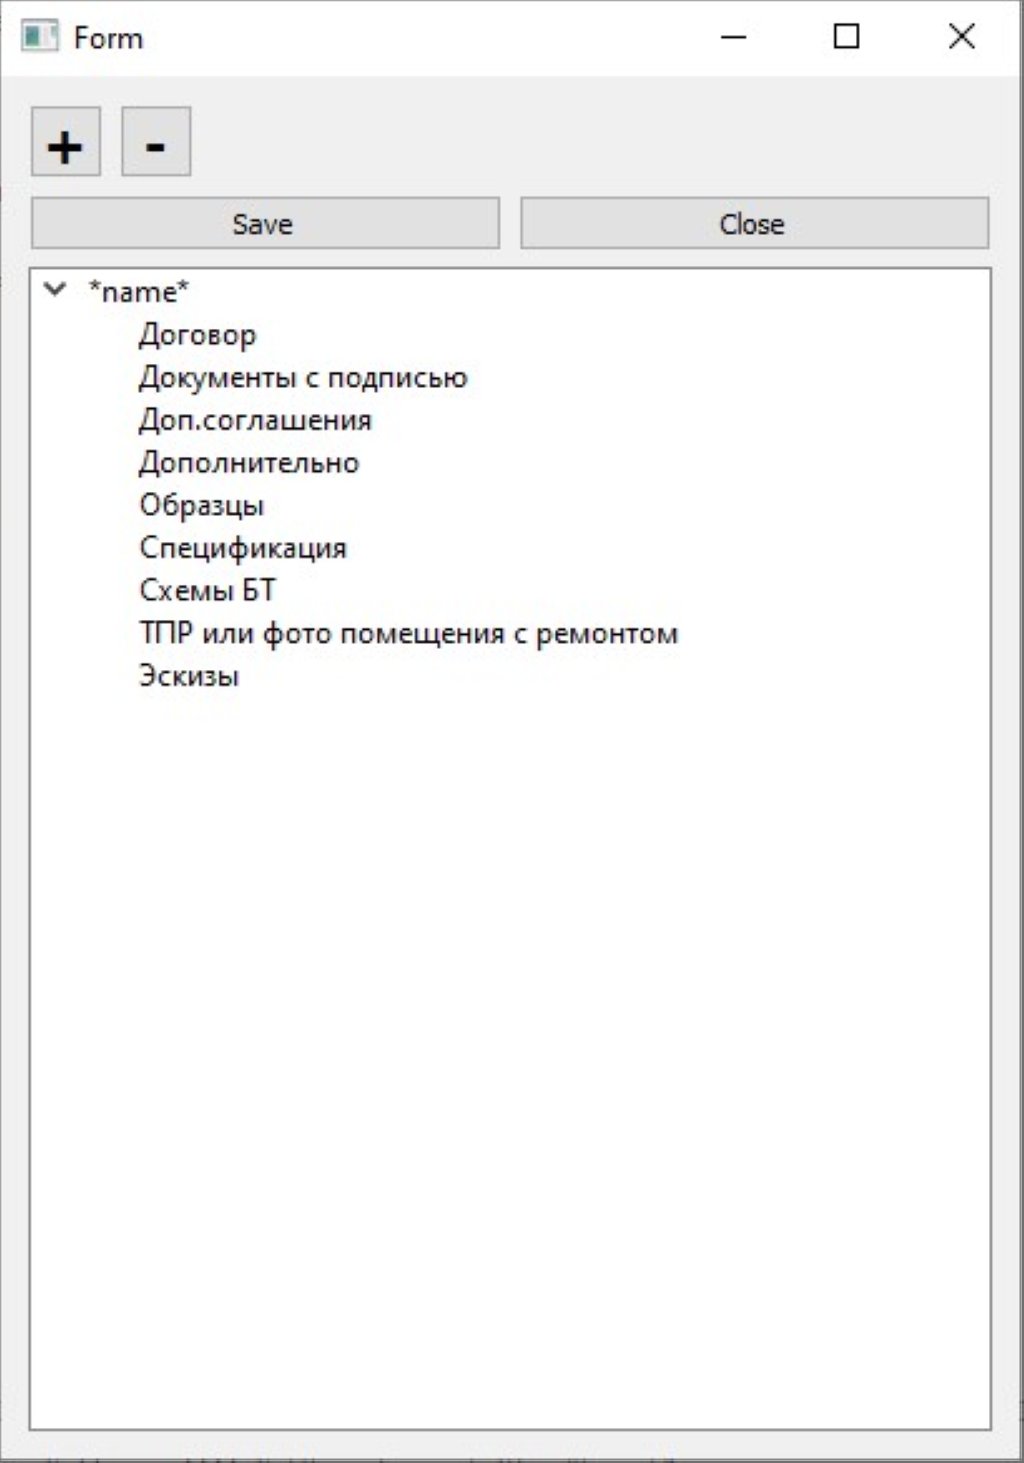 Form
+ -
Save Close
*name*
Договор
Документы с подписью
Доп.соглашения
Дополнительно
Образцы
Спецификация
Схемы БТ
ТПР или фото помещения с ремонтом
Эскизы